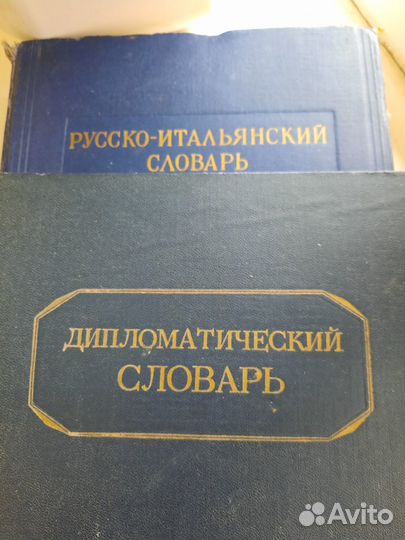 РУССКО-ИТАЛЬЯНСКИЙ
СЛОВАРЬ
ДИПЛОМАТИЧЕСКИЙ
СЛОВАРЬ
Avito